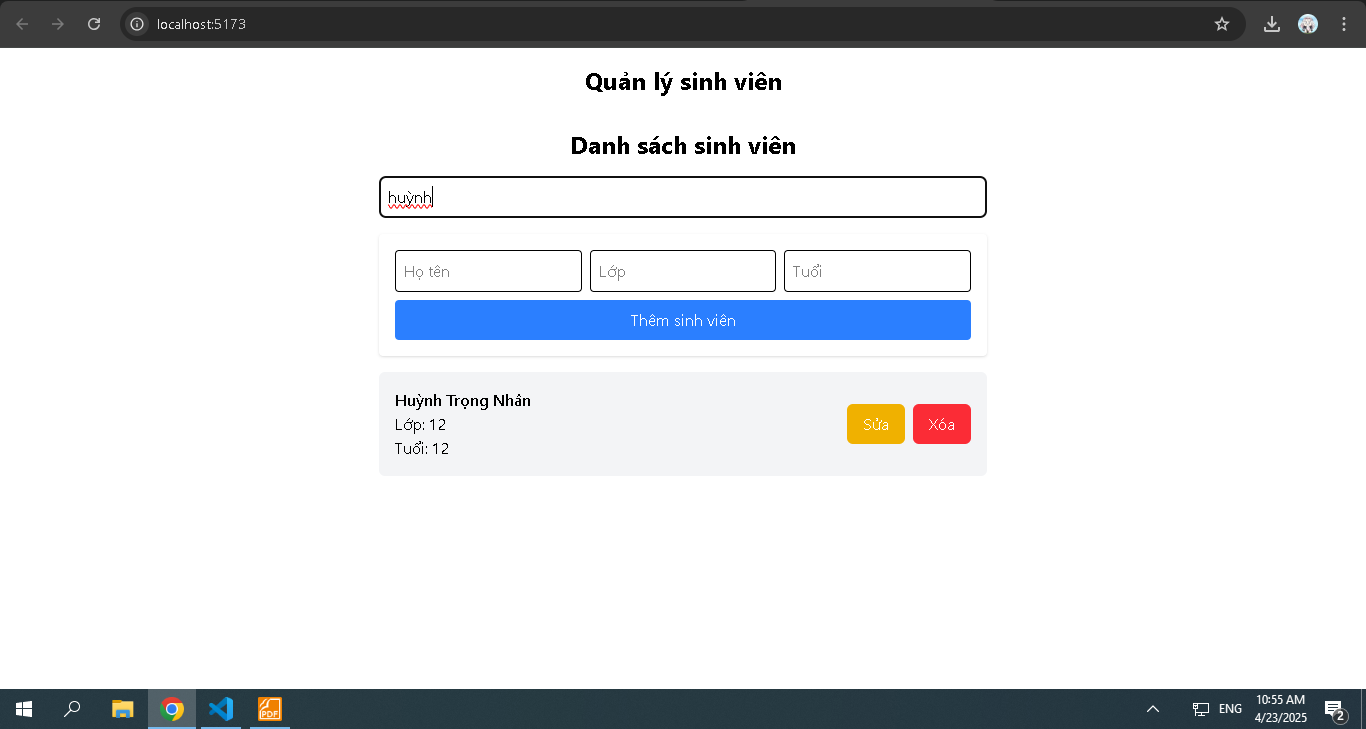 localhost:5173
Quản lý sinh viên
Danh sách sinh viên
huỳnh
Họ tên
Lớp
Tuổi
Thêm sinh viên
Huỳnh Trọng Nhân
Lớp: 12
Tuổi: 12
Sửa
Xóa
PDF
ENG
10:55 AM
4/23/2025
2